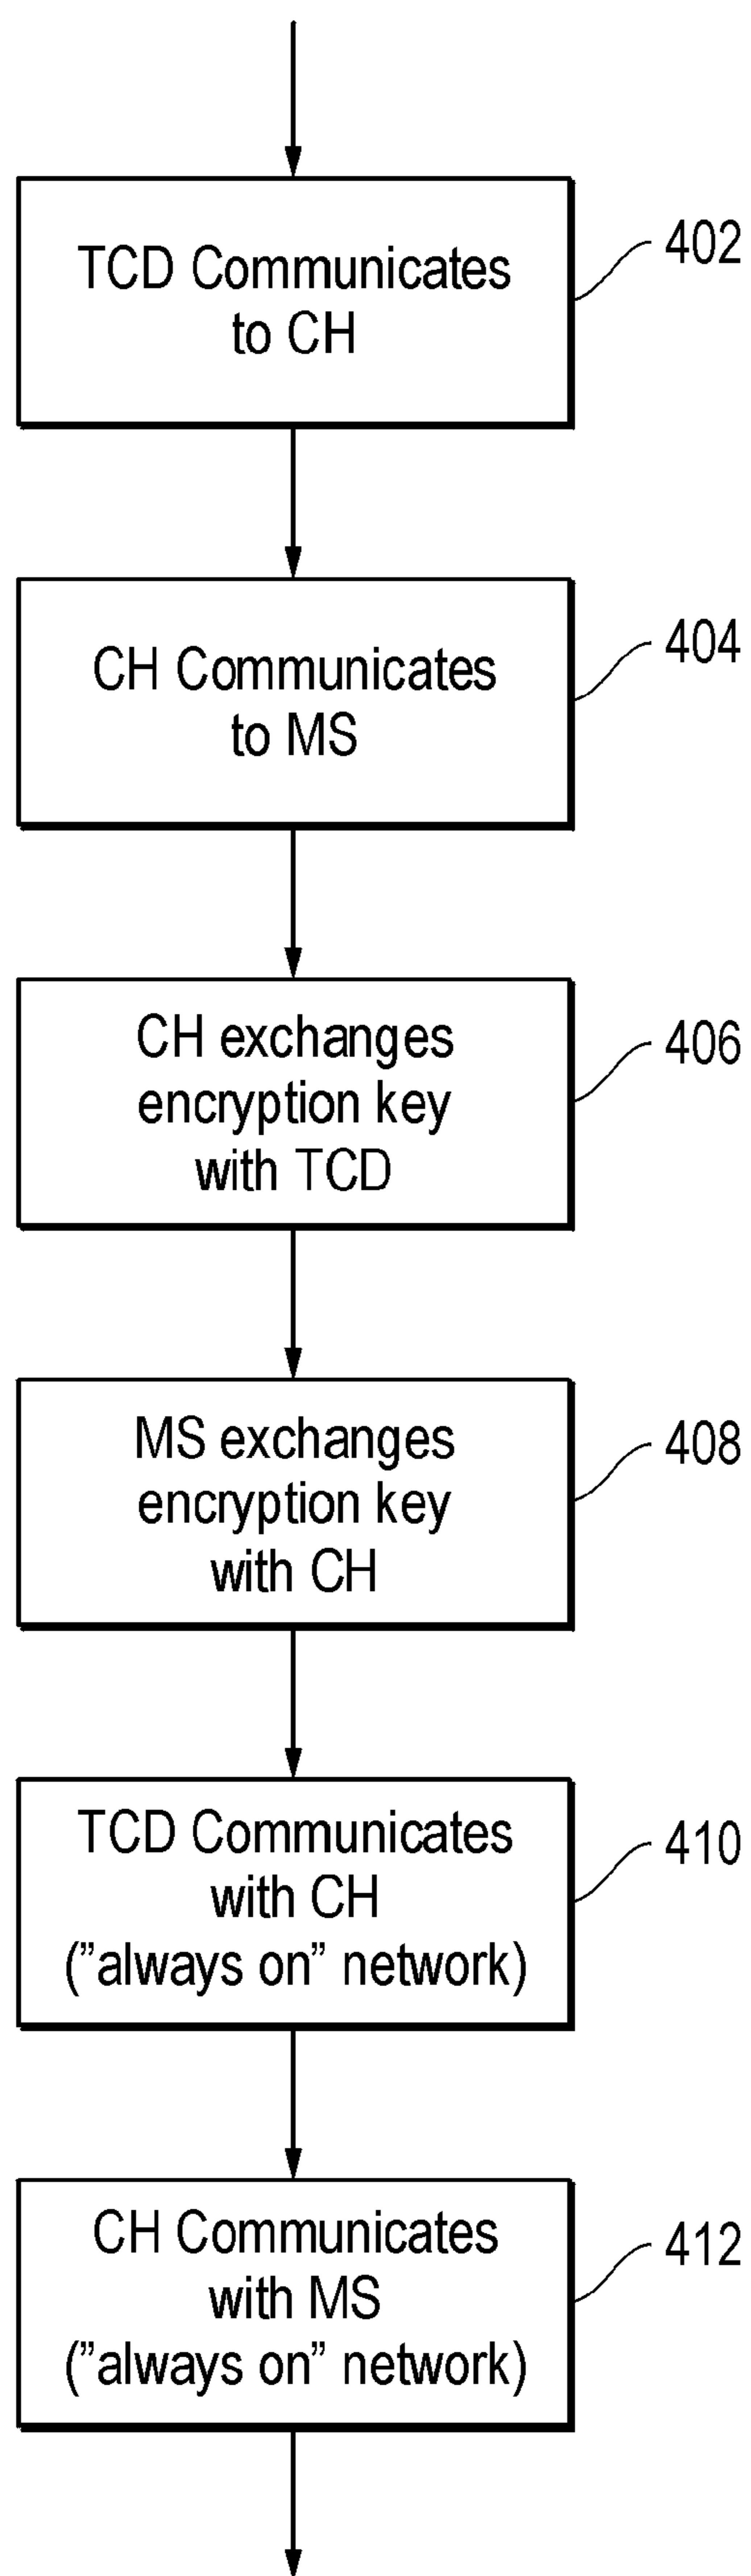 TCD Communicates
to CH
402
CH Communicates
to MS
404
CH exchanges
encryption key
with TCD
406
MS exchanges
encryption key
with CH
408
TCD Communicates
with CH
(”always on” network)
410
CH Communicates
with MS
(”always on” network)
412